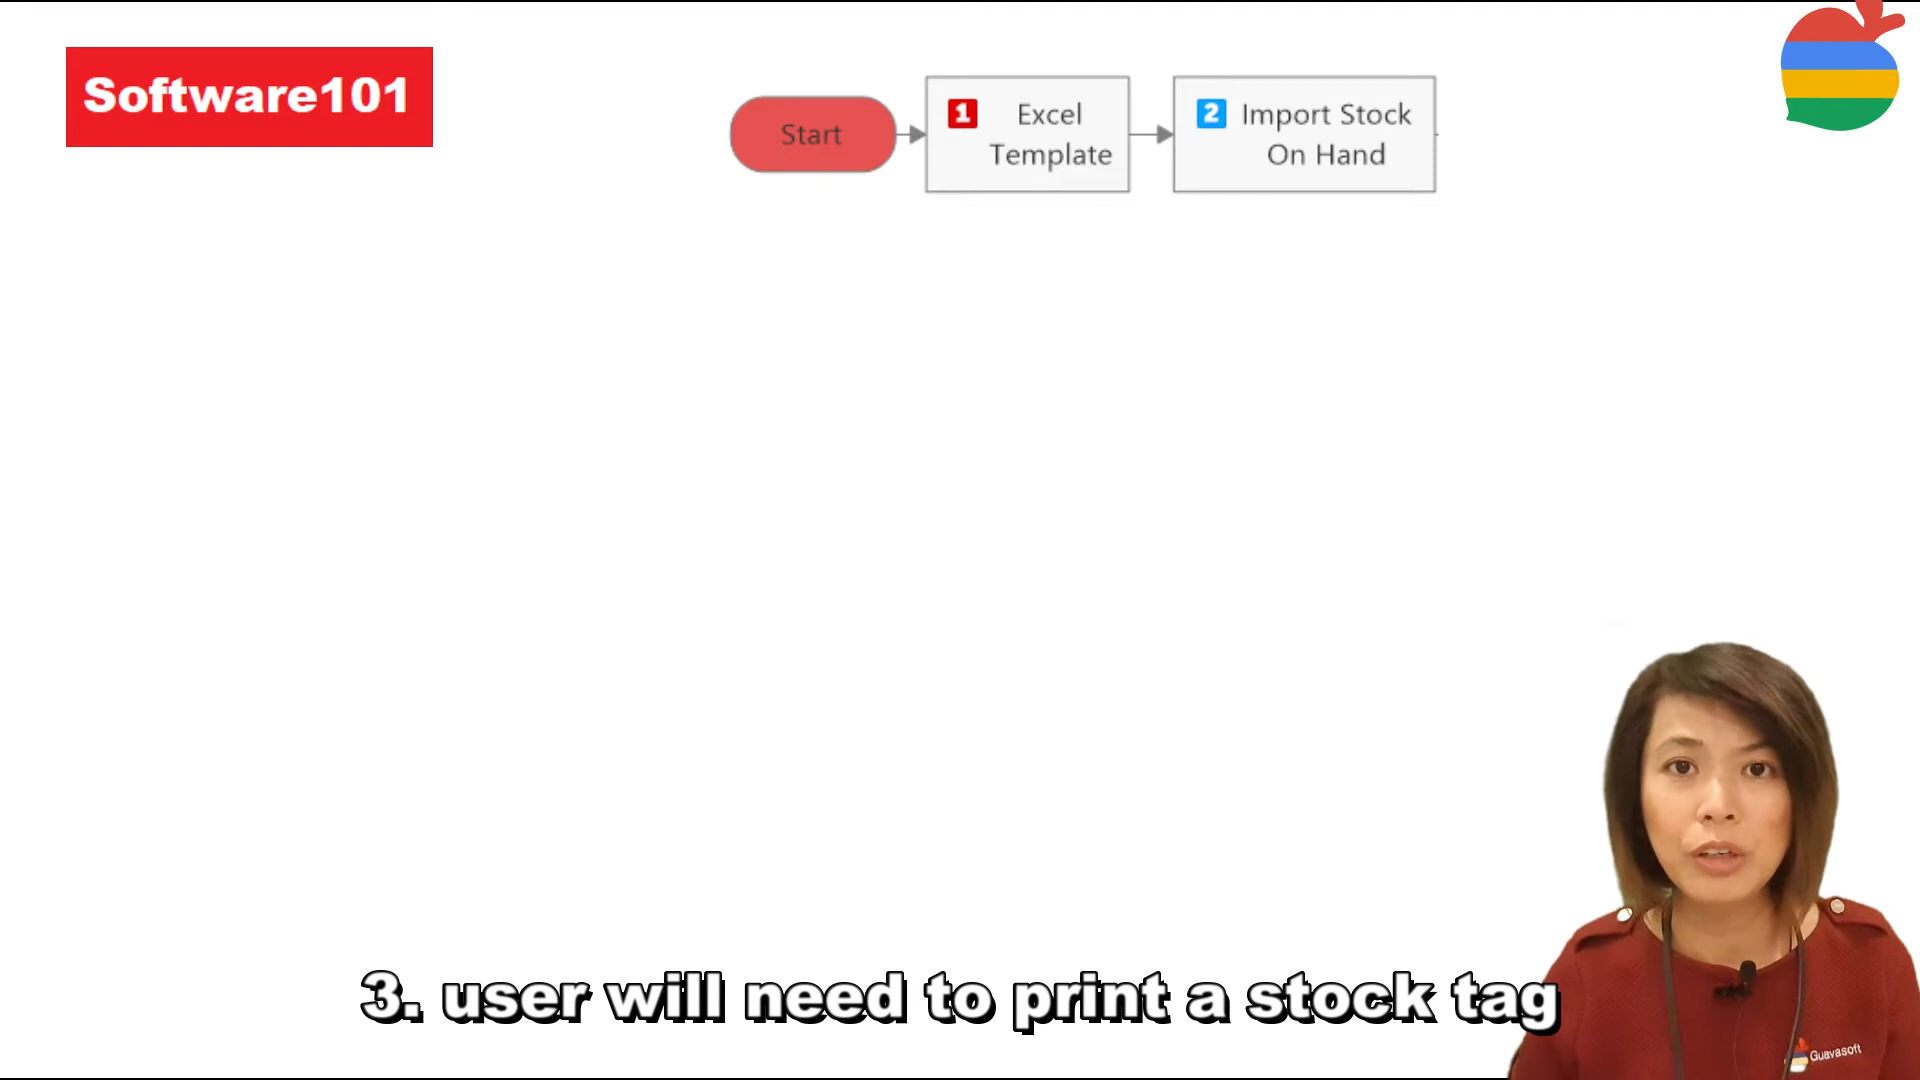 Software101
Start
1 Excel
Template
2 Import Stock
On Hand
3. user will need to print a stock tag
Guavasoft